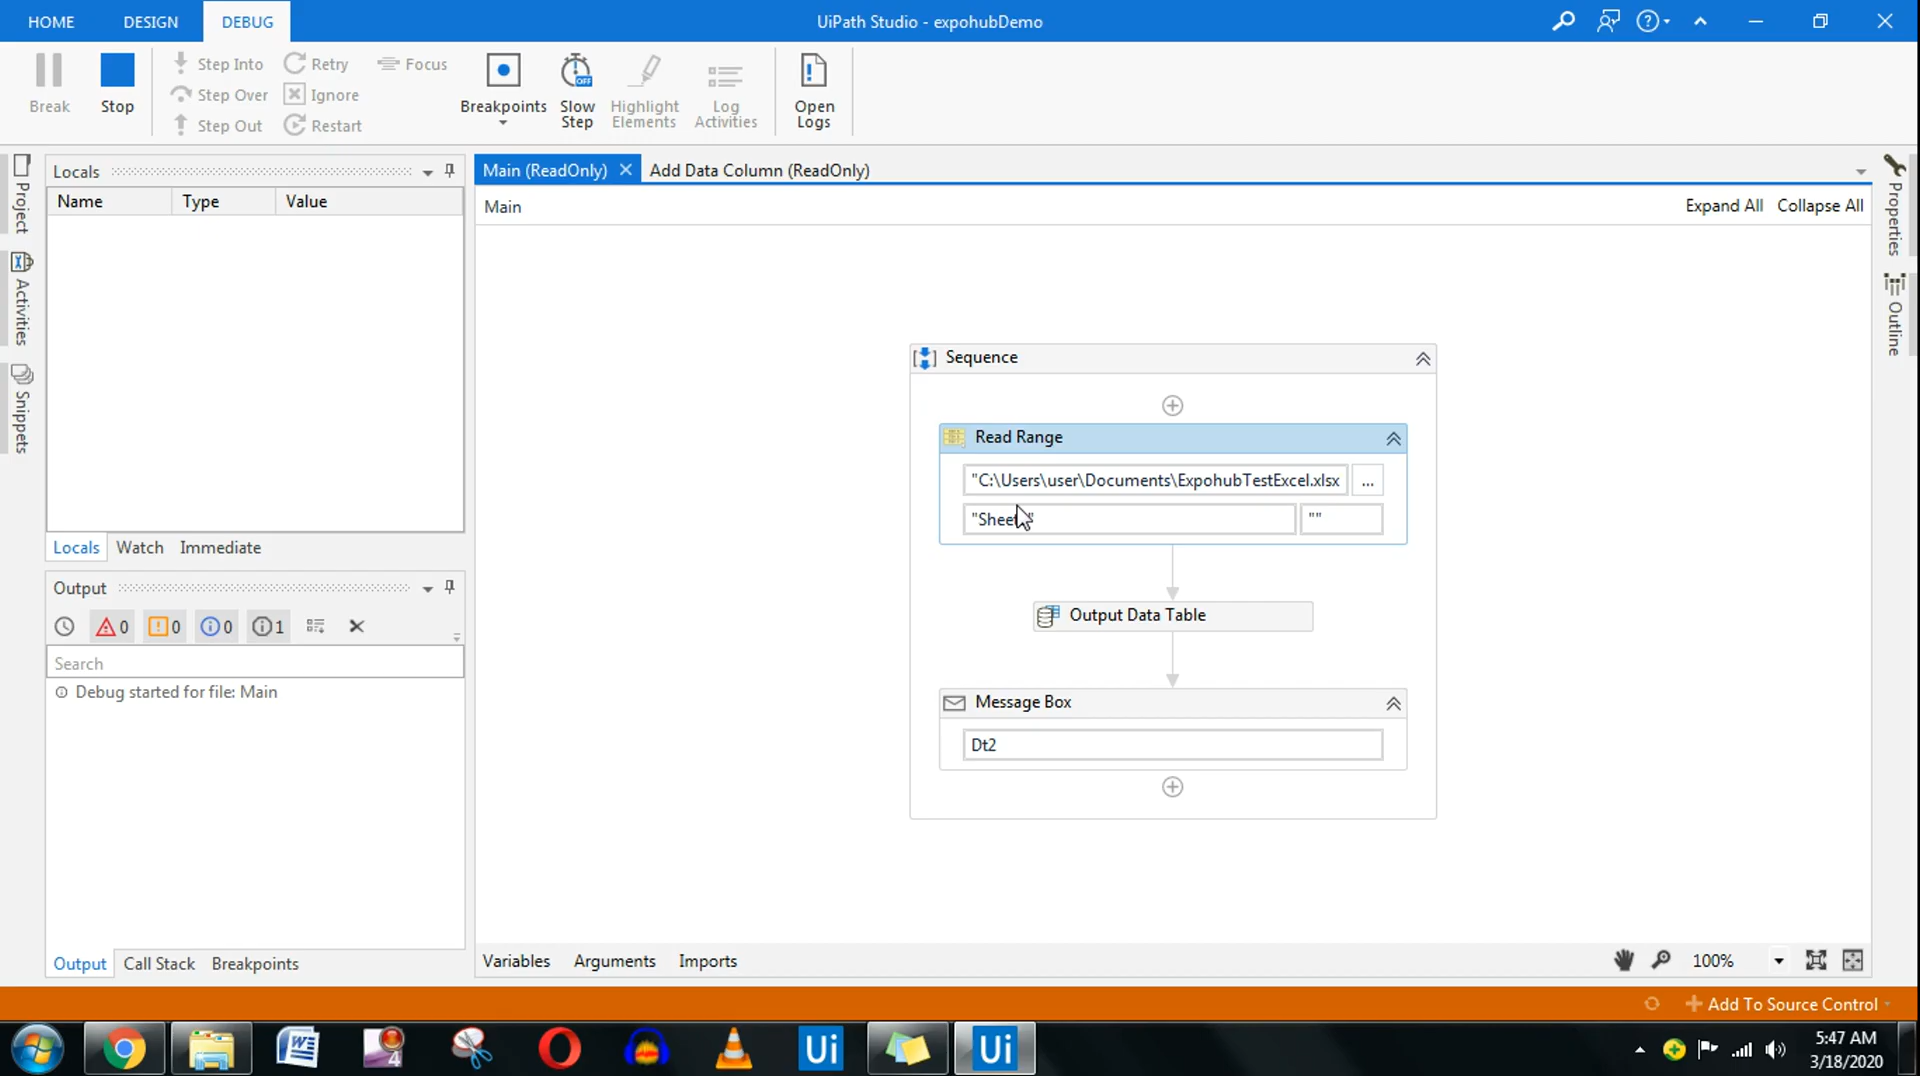 HOME DESIGN DEBUG UiPath Studio - expohubDemo
Break
Stop
Step Into
Step Over
Step Out
Retry
Ignore
Restart
Focus
Breakpoints
Slow
Step
Highlight
Elements
Log
Activities
Open
Logs
Project
Activities
Snippets
Locals
Name Type Value
Locals Watch Immediate
Output
0 0 0 1
Search
Debug started for file: Main
Output Call Stack Breakpoints
Main (ReadOnly) Add Data Column (ReadOnly)
Main Expand All Collapse All
Sequence
Read Range
"C:\Users\user\Documents\ExpohubTestExcel.xlsx ...
""
Output Data Table
Message Box
Dt2
Variables Arguments Imports 100%
Properties
Outline
Add To Source Control
5:47 AM
3/18/2020